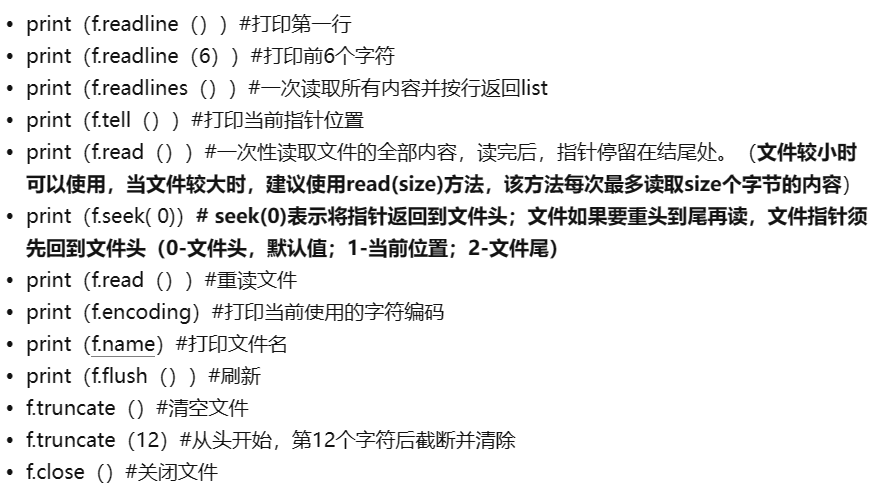 • print（f.readline（））#打印第一行
• print（f.readline（6））#打印前6个字符
• print（f.readlines（））#一次读取所有内容并按行返回list
• print（f.tell（））#打印当前指针位置
• print（f.read（））#一次性读取文件的全部内容，读完后，指针停留在结尾处。（文件较小时
可以使用，当文件较大时，建议使用read(size)方法，该方法每次最多读取size个字节的内容）
• print（f.seek( 0)）# seek(0)表示将指针返回到文件头；文件如果要重头到尾再读，文件指针须
先回到文件头（0-文件头，默认值；1-当前位置；2-文件尾）
• print（f.read（））#重读文件
• print（f.encoding）#打印当前使用的字符编码
• print（f.name）#打印文件名
• print（f.flush（））#刷新
• f.truncate（）#清空文件
• f.truncate（12）#从头开始，第12个字符后截断并清除
• f.close（）#关闭文件